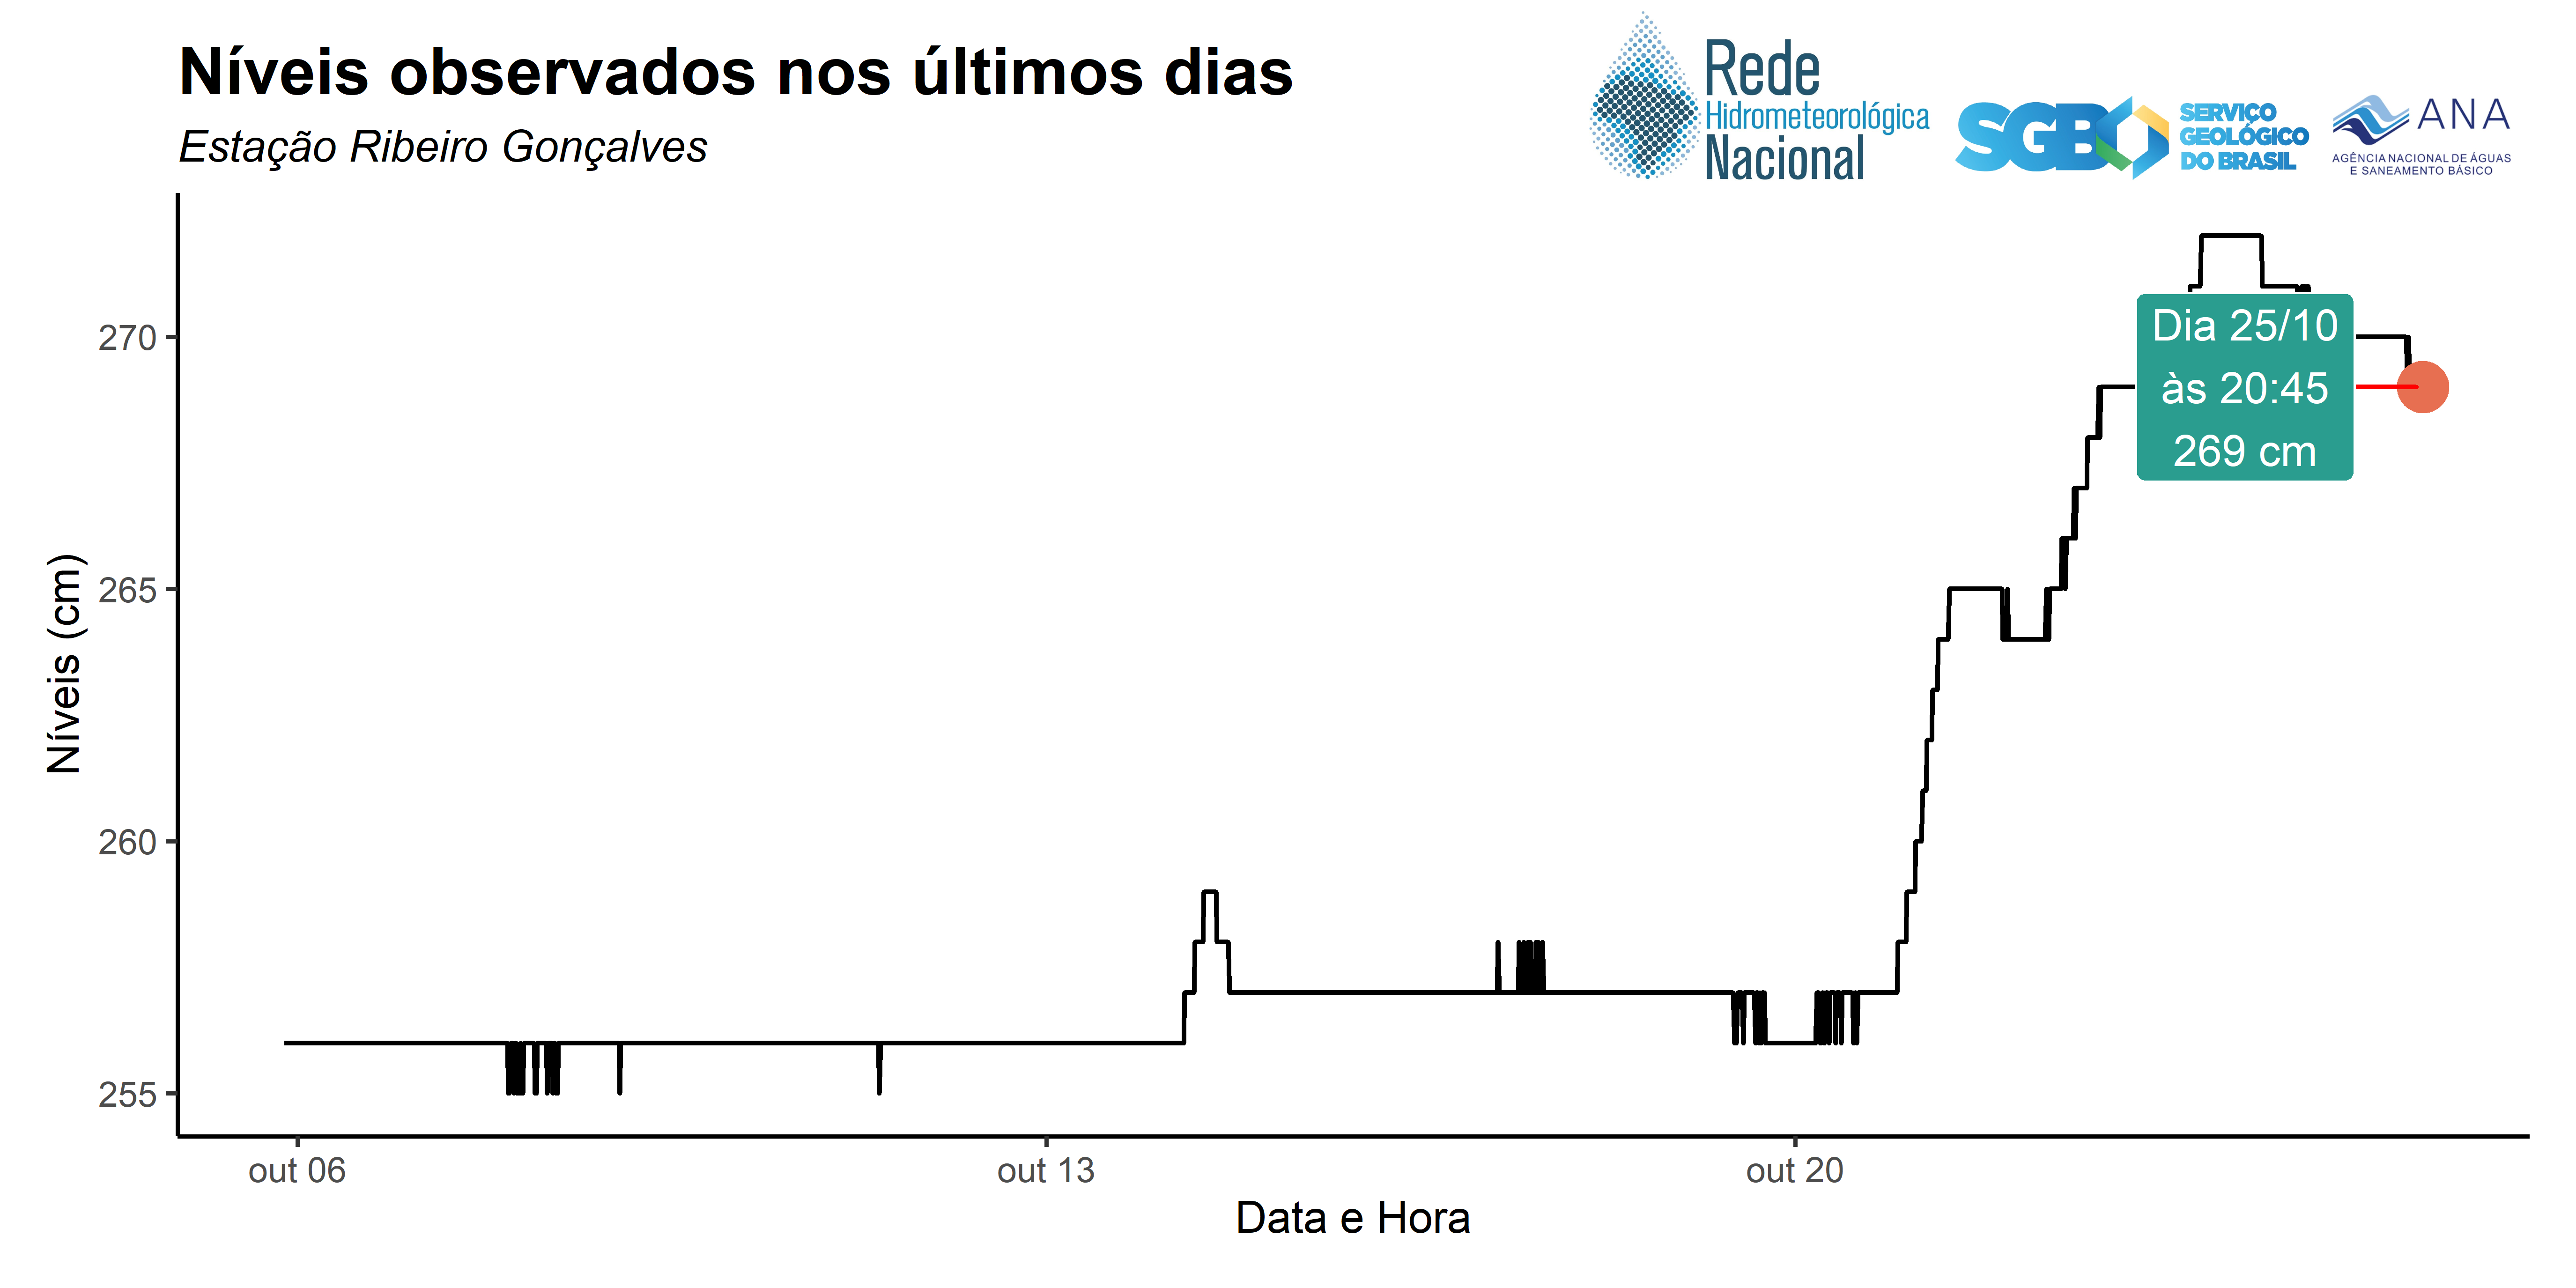 Níveis observados nos últimos dias
Estação Ribeiro Gonçalves
Rede
Hidrometeorológica
Nacional
SGB
SERVIÇO
GEOLÓGICO
DO BRASIL
ANA
AGÊNCIA NACIONAL DE ÁGUAS
E SANEAMENTO BÁSICO
Níveis (cm)
270
265
260
255
Dia 25/10
às 20:45
269 cm
out 06
out 13
out 20
Data e Hora